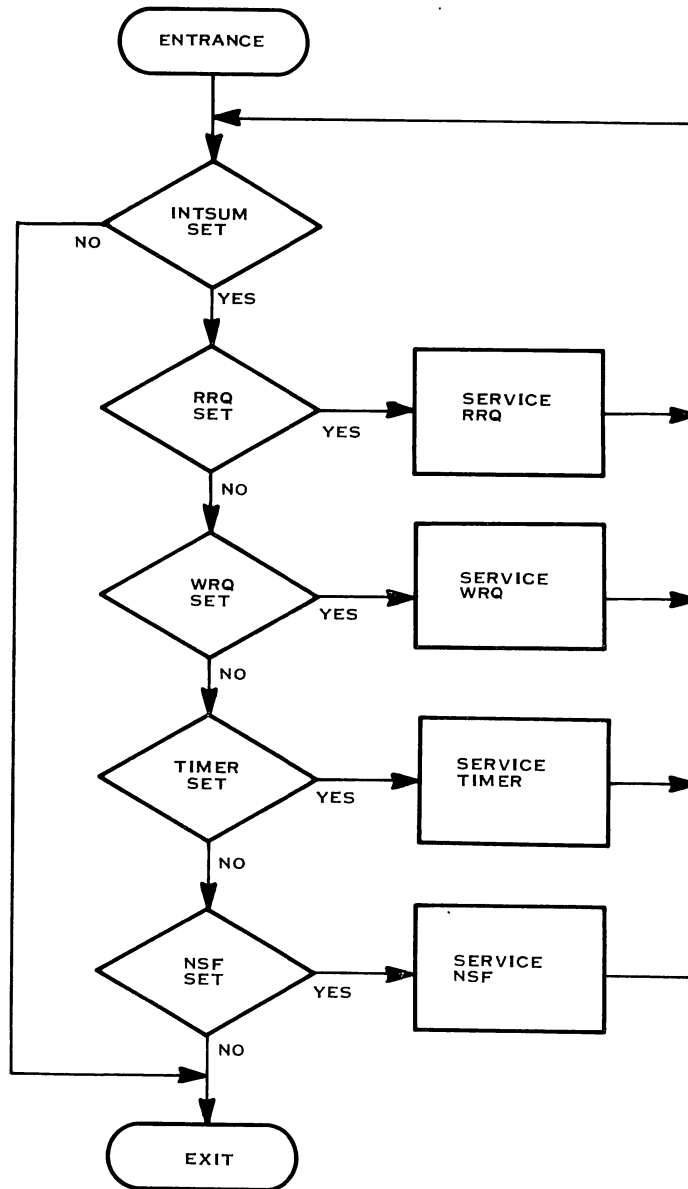 ENTRANCE
INTSUM
SET
NO
YES
RRQ
SET
YES
SERVICE
RRQ
NO
WRQ
SET
YES
SERVICE
WRQ
NO
TIMER
SET
YES
SERVICE
TIMER
NO
NSF
SET
YES
SERVICE
NSF
NO
EXIT